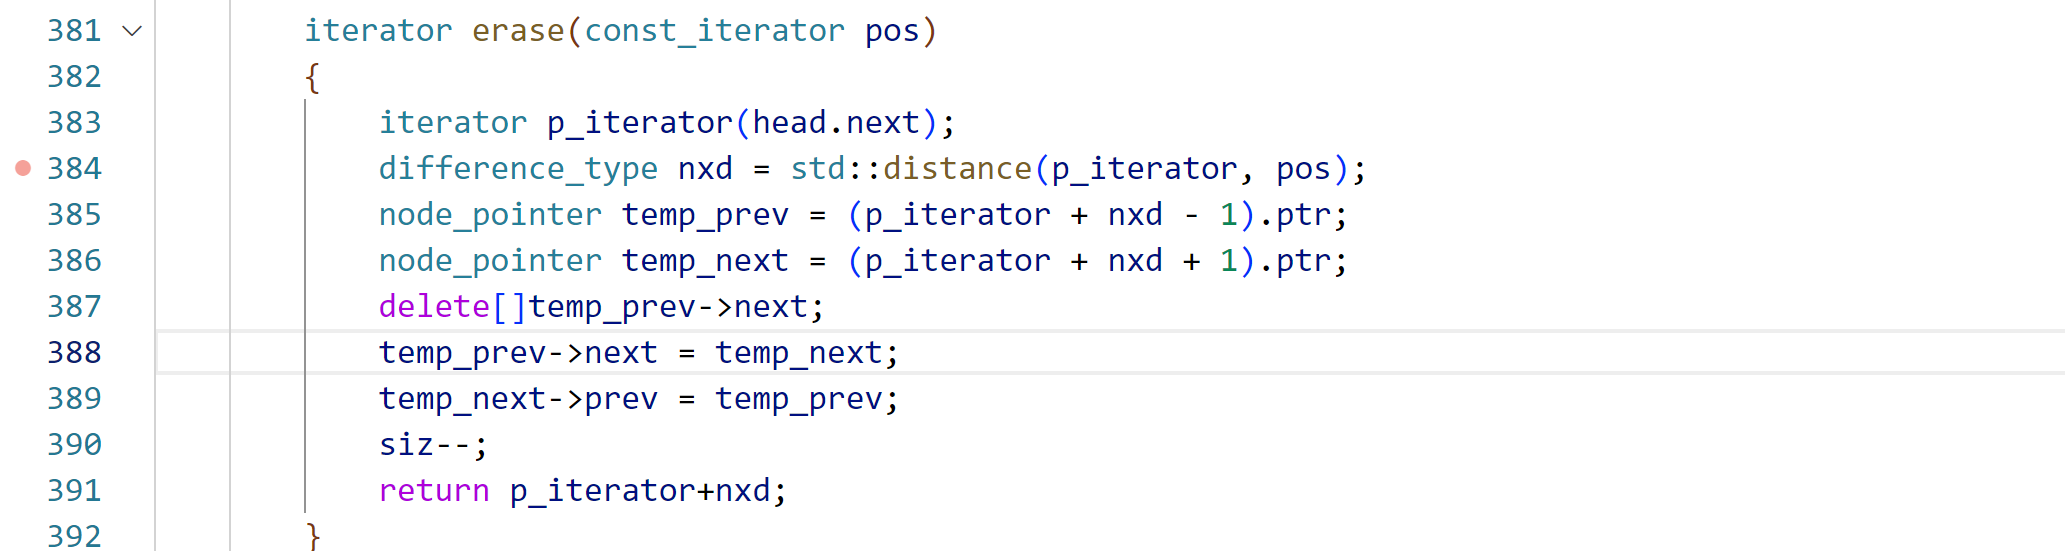 381 iterator erase(const_iterator pos)
382 {
383 iterator p_iterator(head.next);
384 difference_type nxd = std::distance(p_iterator, pos);
385 node_pointer temp_prev = (p_iterator + nxd - 1).ptr;
386 node_pointer temp_next = (p_iterator + nxd + 1).ptr;
387 delete[]temp_prev->next;
388 temp_prev->next = temp_next;
389 temp_next->prev = temp_prev;
390 siz--;
391 return p_iterator+nxd;
392 }